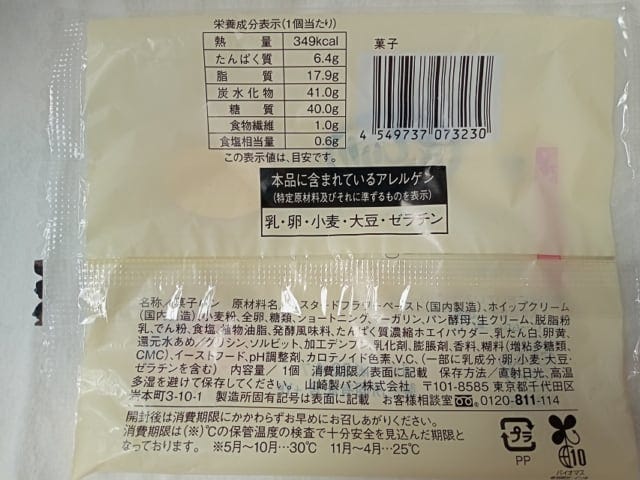 栄養成分表示(1個当たり)
熱量 349kcal
たんぱく質 6.4g
脂質 17.9g
炭水化物 41.0g
糖質 40.0g
食物繊維 1.0g
食塩相当量 0.6g
この表示値は、目安です。
菓子
4 549737 073230
本品に含まれているアレルゲン
(特定原材料及びそれに準ずるものを表示)
乳・卵・小麦・大豆・ゼラチン
名称/菓子パン 原材料名/カスタードフラワーペースト(国内製造)、ホイップクリーム
(国内製造)、小麦粉、全卵、糖類、ショートニング、マーガリン、パン酵母、生クリーム、脱脂粉
乳、でん粉、食塩、植物油脂、発酵風味料、たんぱく質濃縮ホエイパウダー、乳たん白、卵黄、
還元水あめ/グリシン、ソルビット、加工デンプン、乳化剤、膨脹剤、香料、糊料(増粘多糖類、
CMC)、イーストフード、pH調整剤、カロテノイド色素、V.C、(一部に乳成分・卵・小麦・大豆・
ゼラチンを含む) 内容量/1個 消費期限/表面に記載 保存方法/直射日光、高温
多湿を避けて保存してください。 山崎製パン株式会社 〒101-8585 東京都千代田区
岩本町3-10-1 製造所固有記号は表面に記載 お客様相談室 0120-811-114
開封後は消費期限にかかわらずお早めにお召しあがりください。
消費期限は(※)℃の保管温度の検査で十分安全を見込んだ期限と
なっております。 ※5月〜10月…30℃ 11月〜4月…25℃
プラ
PP
10
バイオマス